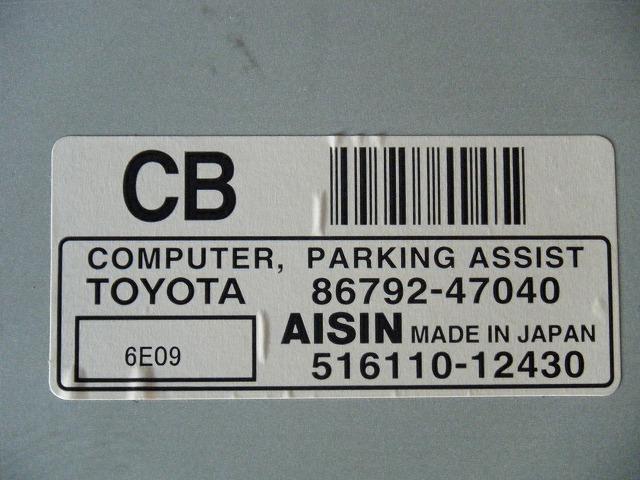 CB
COMPUTER, PARKING ASSIST
TOYOTA 86792-47040
AISIN MADE IN JAPAN
6E09
516110-12430